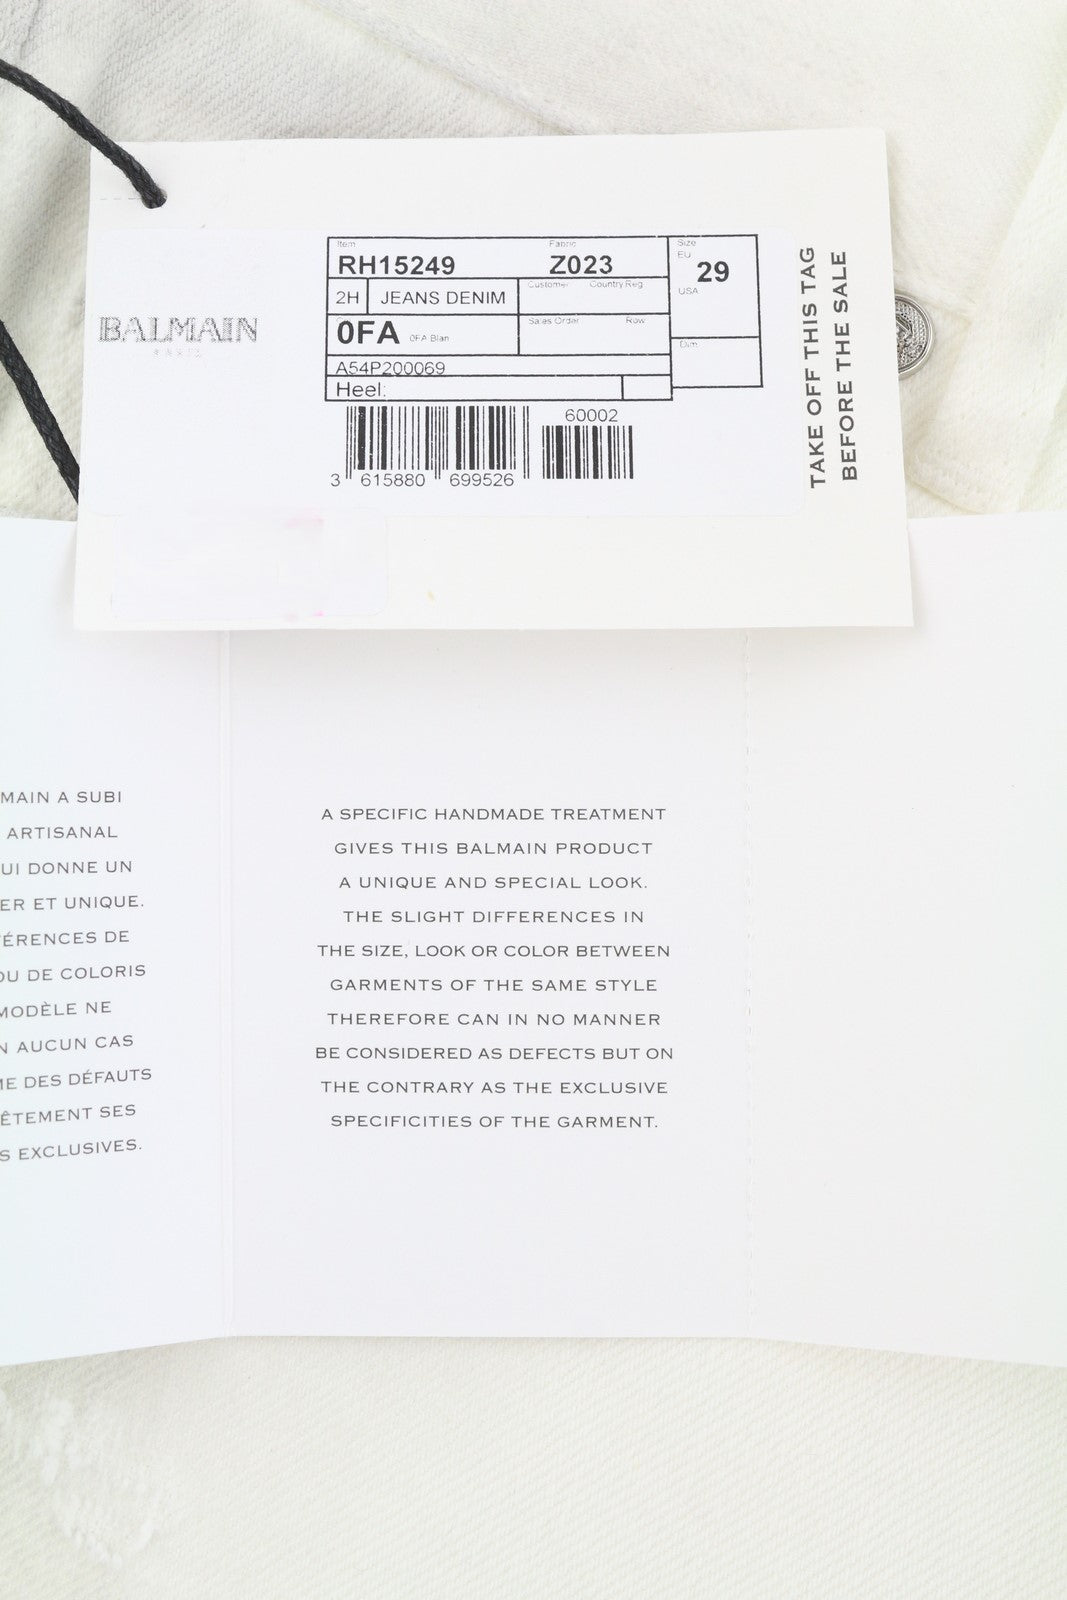 Item Fabric
RH15249 Z023
Size
EU
29
USA
2H JEANS DENIM
Customer Country Reg
0FA 0FA Blan
Sales Order Row
Dim
A54P200069
Heel:
BALMAIN
PARIS
60002
3 615880 699526
TAKE OFF THIS TAG
BEFORE THE SALE
MAIN A SUBI
ARTISANAL
UI DONNE UN
ER ET UNIQUE.
FÉRENCES DE
OU DE COLORIS
MODÈLE NE
N AUCUN CAS
ME DES DÉFAUTS
ÊTEMENT SES
S EXCLUSIVES.
A SPECIFIC HANDMADE TREATMENT
GIVES THIS BALMAIN PRODUCT
A UNIQUE AND SPECIAL LOOK.
THE SLIGHT DIFFERENCES IN
THE SIZE, LOOK OR COLOR BETWEEN
GARMENTS OF THE SAME STYLE
THEREFORE CAN IN NO MANNER
BE CONSIDERED AS DEFECTS BUT ON
THE CONTRARY AS THE EXCLUSIVE
SPECIFICITIES OF THE GARMENT.